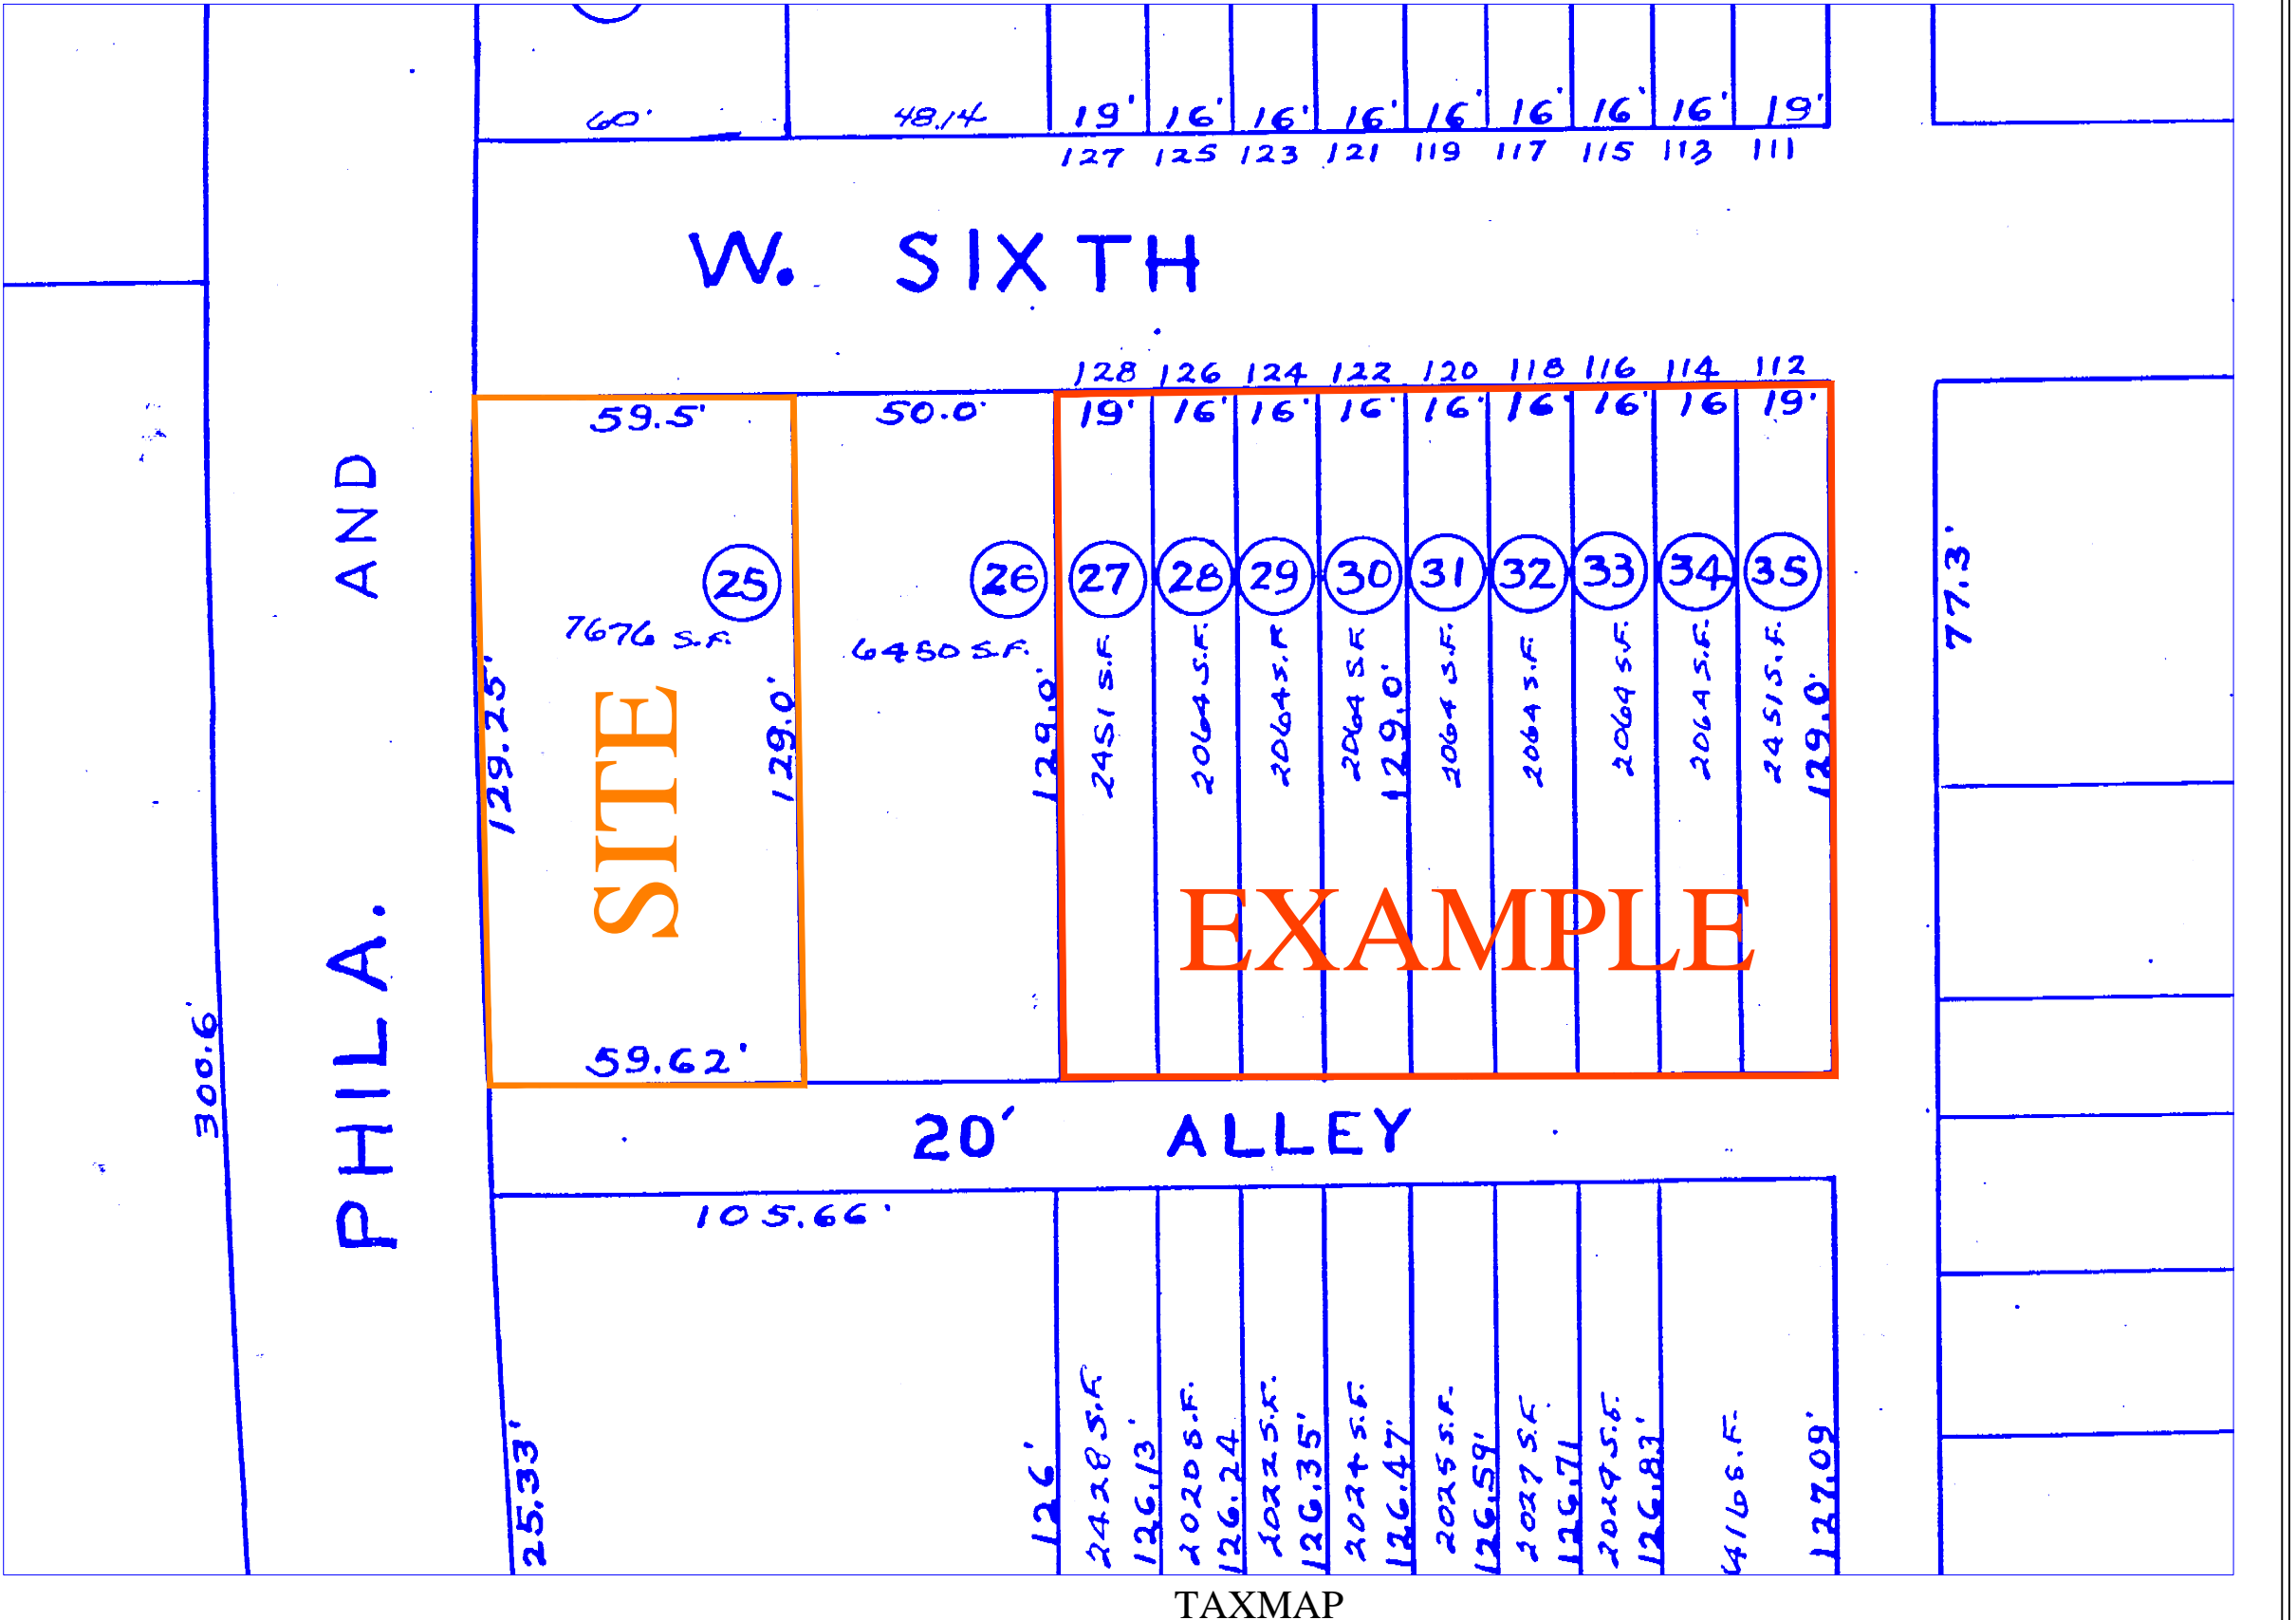 60'
48.14
19' 16' 16' 16' 16' 16' 16' 16' 19'
127 125 123 121 119 117 115 113 111
W. SIXTH
128 126 124 122 120 118 116 114 112
59.5'
50.0'
19' 16' 16' 16' 16' 16' 16' 16 19'
PHILA. AND
25 26 27 28 29 30 31 32 33 34 35
7676 S.F.
6450 S.F.
2451 S.F.
2064 S.F.
2064 S.F
2064 S.F
2064 S.F.
2064 S.F.
2064 S.F.
2064 S.F.
2451 S.F.
129.25'
129.0'
129.0'
129.0'
129.0'
77.3'
SITE
EXAMPLE
300.6'
59.62'
20' ALLEY
105.66'
25.33'
126'
2428 S.F.
126.13'
2020 S.F.
126.24
2022 S.F.
126.35'
2024 S.F.
126.47'
2025 S.F.
126.59'
2027 S.F.
126.71
2029 S.F.
126.83'
127.09'
TAXMAP